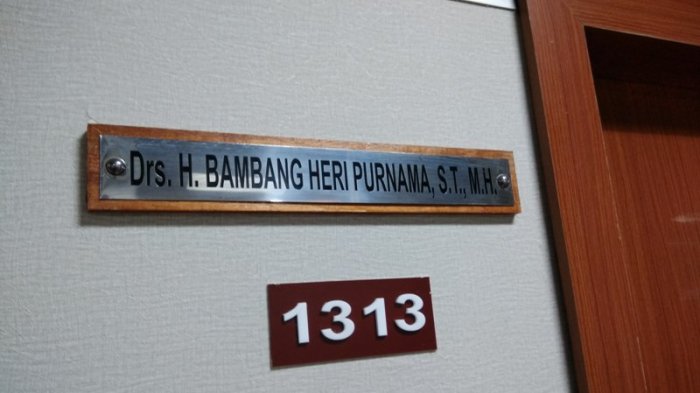 Drs. H. BAMBANG HERI PURNAMA, S.T., M.H.
1313